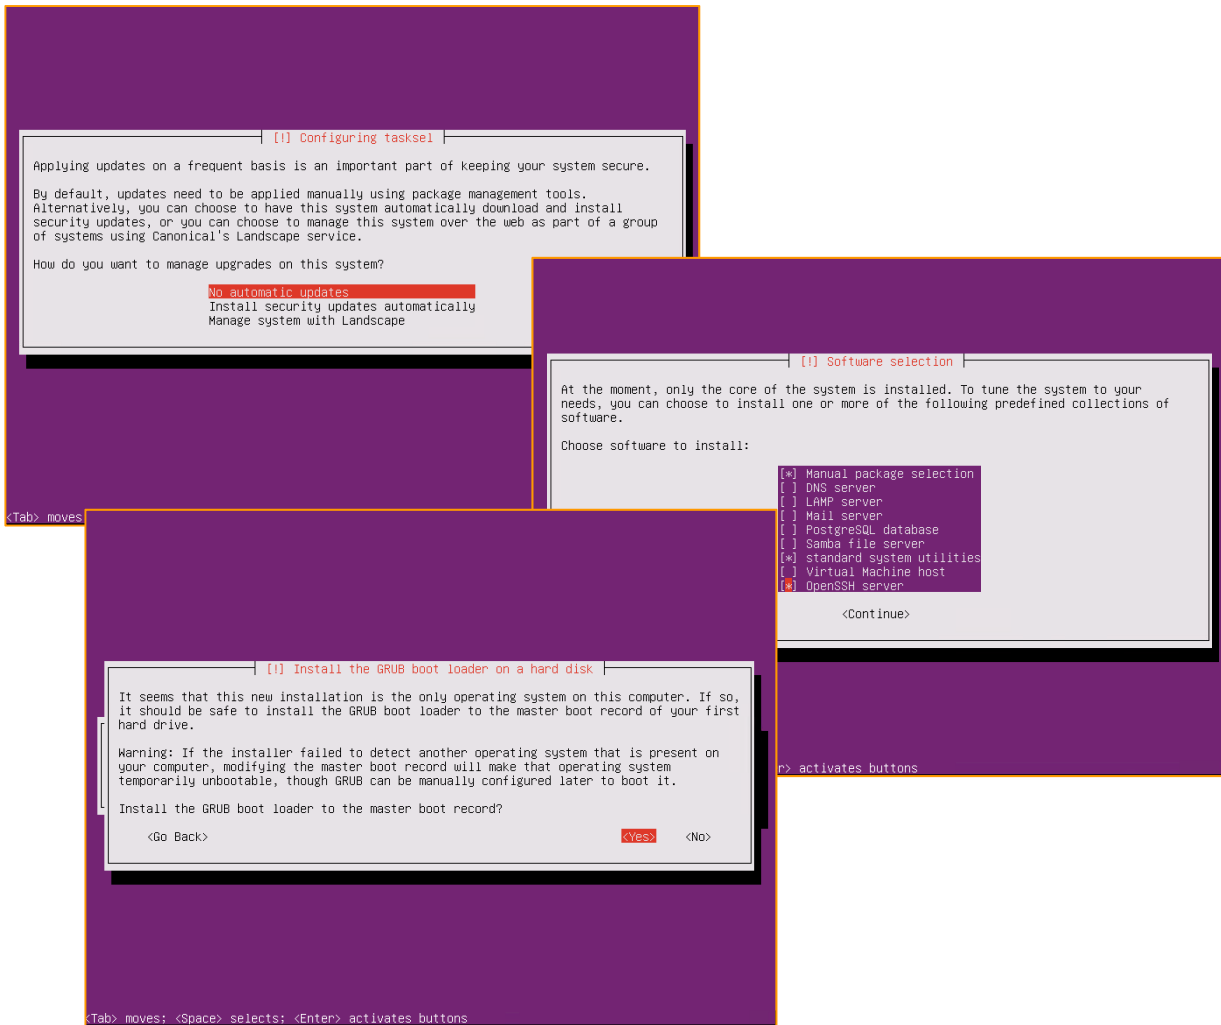 [!] Configuring tasksel
Applying updates on a frequent basis is an important part of keeping your system secure.
By default, updates need to be applied manually using package management tools.
Alternatively, you can choose to have this system automatically download and install
security updates, or you can choose to manage this system over the web as part of a group
of systems using Canonical's Landscape service.
How do you want to manage upgrades on this system?
No automatic updates
Install security updates automatically
Manage system with Landscape
<Tab> moves
[!] Software selection
At the moment, only the core of the system is installed. To tune the system to your
needs, you can choose to install one or more of the following predefined collections of
software.
Choose software to install:
[*] Manual package selection
[ ] DNS server
[ ] LAMP server
[ ] Mail server
[ ] PostgreSQL database
[ ] Samba file server
[*] standard system utilities
[ ] Virtual Machine host
[*] OpenSSH server
<Continue>
r> activates buttons
[!] Install the GRUB boot loader on a hard disk
It seems that this new installation is the only operating system on this computer. If so,
it should be safe to install the GRUB boot loader to the master boot record of your first
hard drive.
Warning: If the installer failed to detect another operating system that is present on
your computer, modifying the master boot record will make that operating system
temporarily unbootable, though GRUB can be manually configured later to boot it.
Install the GRUB boot loader to the master boot record?
<Go Back> <Yes> <No>
<Tab> moves; <Space> selects; <Enter> activates buttons